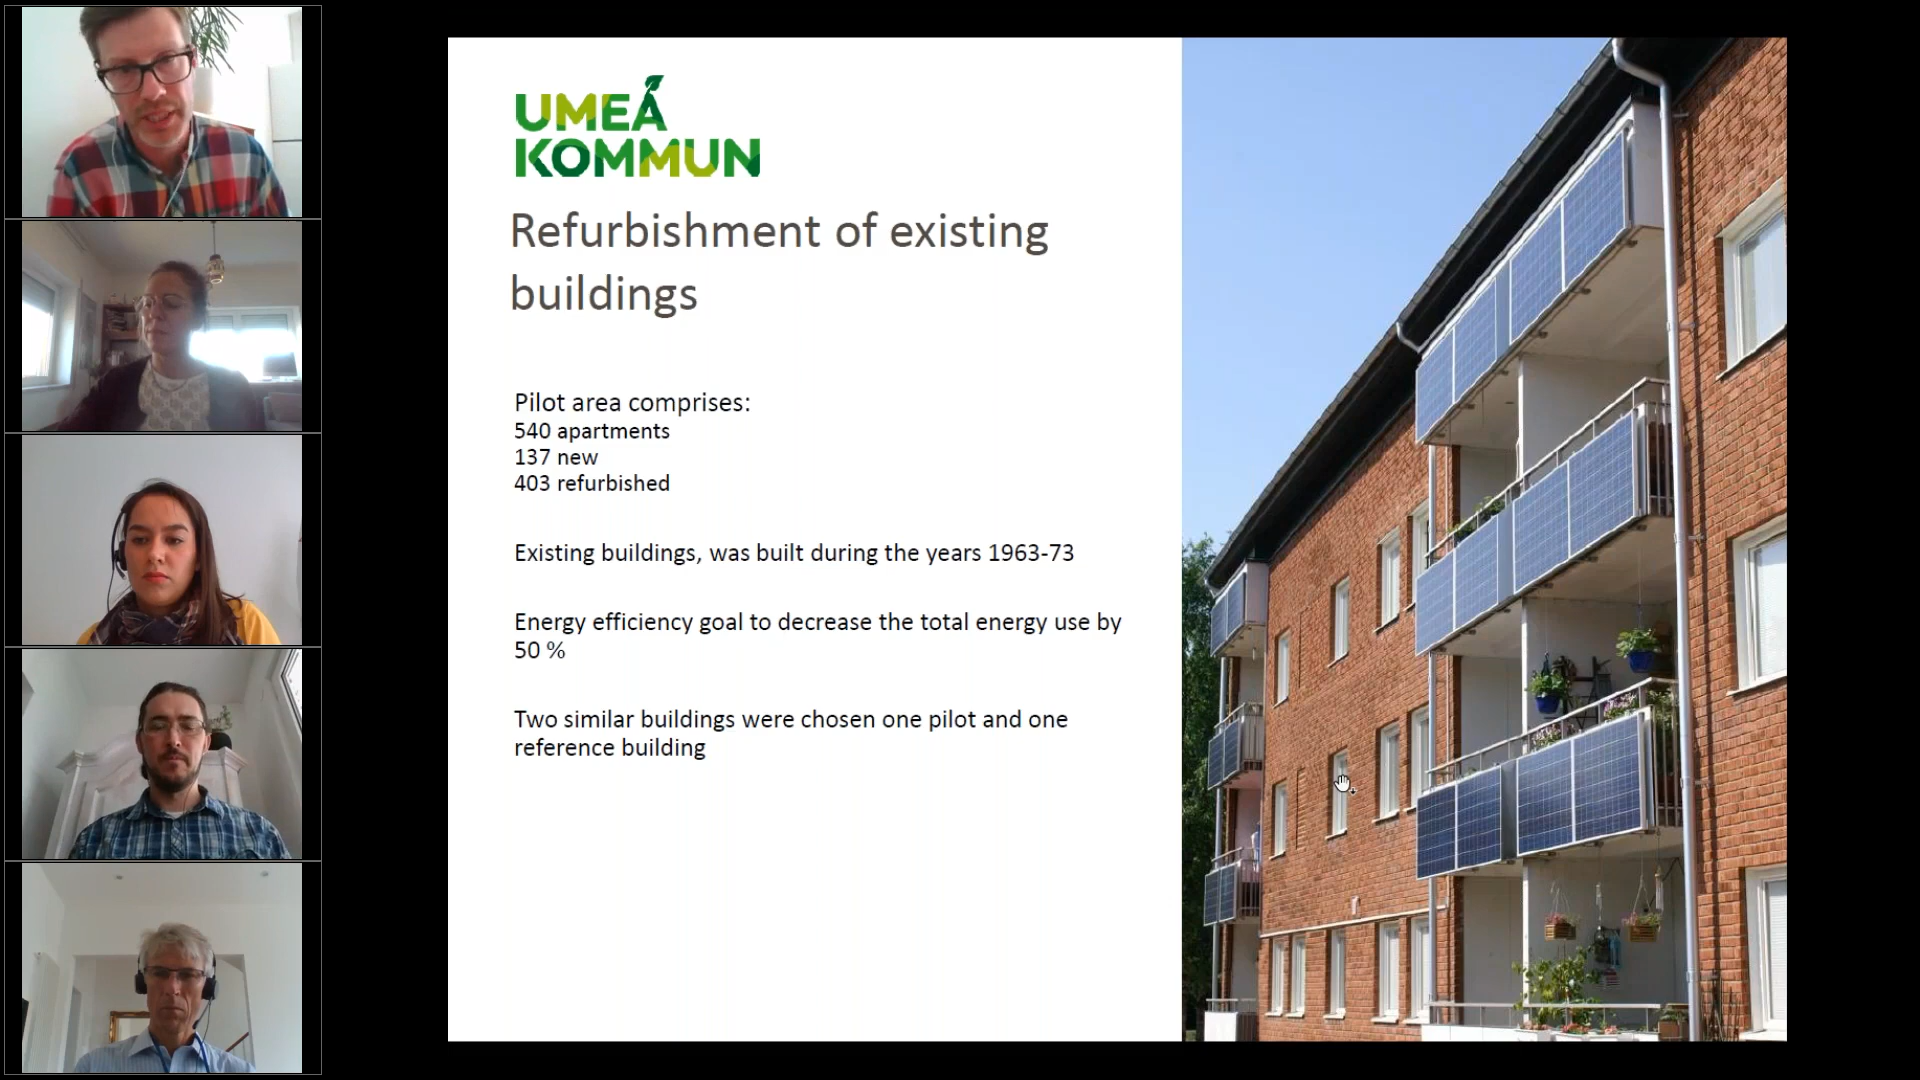 UMEÅ
KOMMUN
Refurbishment of existing
buildings
Pilot area comprises:
540 apartments
137 new
403 refurbished
Existing buildings, was built during the years 1963-73
Energy efficiency goal to decrease the total energy use by
50 %
Two similar buildings were chosen one pilot and one
reference building